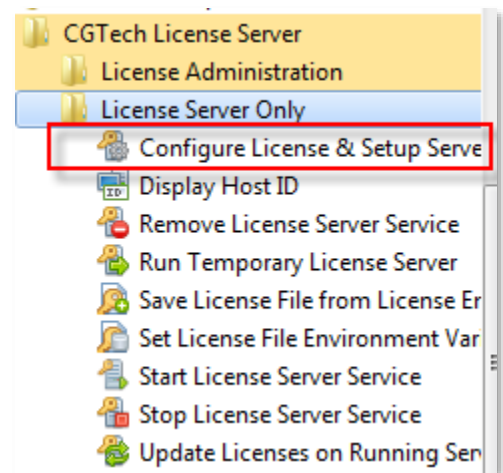 CGTech License Server
License Administration
License Server Only
Configure License & Setup Serve
Display Host ID
Remove License Server Service
Run Temporary License Server
Save License File from License Er
Set License File Environment Var
Start License Server Service
Stop License Server Service
Update Licenses on Running Serv